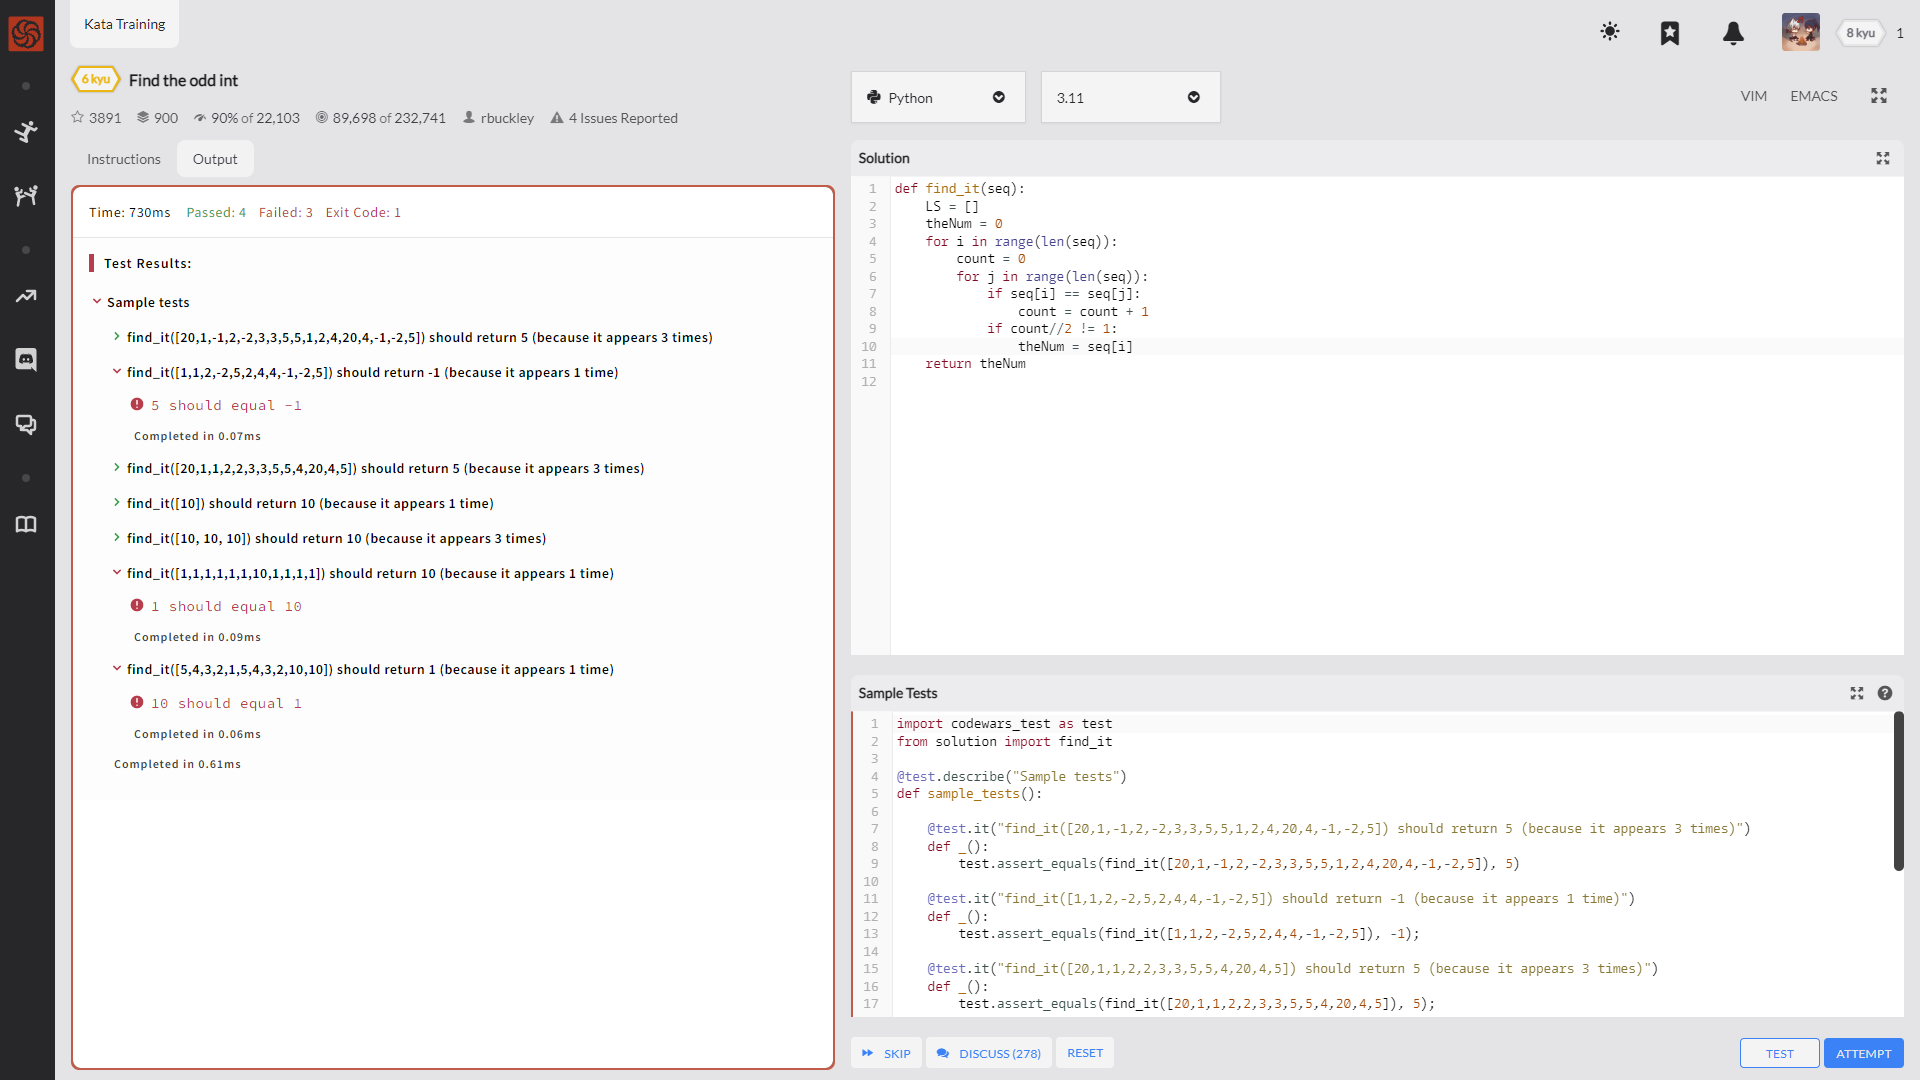 Kata Training
8 kyu
1
6 kyu
Find the odd int
3891
900
90% of 22,103
89,698 of 232,741
rbuckley
4 Issues Reported
Python
3.11
VIM
EMACS
Instructions
Output
Time: 730ms Passed: 4 Failed: 3 Exit Code: 1
Test Results:
Sample tests
find_it([20,1,-1,2,-2,3,3,5,5,1,2,4,20,4,-1,-2,5]) should return 5 (because it appears 3 times)
find_it([1,1,2,-2,5,2,4,4,-1,-2,5]) should return -1 (because it appears 1 time)
5 should equal -1
Completed in 0.07ms
find_it([20,1,1,2,2,3,3,5,5,4,20,4,5]) should return 5 (because it appears 3 times)
find_it([10]) should return 10 (because it appears 1 time)
find_it([10, 10, 10]) should return 10 (because it appears 3 times)
find_it([1,1,1,1,1,1,10,1,1,1,1]) should return 10 (because it appears 1 time)
1 should equal 10
Completed in 0.09ms
find_it([5,4,3,2,1,5,4,3,2,10,10]) should return 1 (because it appears 1 time)
10 should equal 1
Completed in 0.06ms
Completed in 0.61ms
Solution
1 def find_it(seq):
2     LS = []
3     theNum = 0
4     for i in range(len(seq)):
5         count = 0
6         for j in range(len(seq)):
7             if seq[i] == seq[j]:
8                 count = count + 1
9             if count//2 != 1:
10                 theNum = seq[i]
11     return theNum
12
Sample Tests
1 import codewars_test as test
2 from solution import find_it
3
4 @test.describe("Sample tests")
5 def sample_tests():
6
7     @test.it("find_it([20,1,-1,2,-2,3,3,5,5,1,2,4,20,4,-1,-2,5]) should return 5 (because it appears 3 times)")
8     def _():
9         test.assert_equals(find_it([20,1,-1,2,-2,3,3,5,5,1,2,4,20,4,-1,-2,5]), 5)
10
11     @test.it("find_it([1,1,2,-2,5,2,4,4,-1,-2,5]) should return -1 (because it appears 1 time)")
12     def _():
13         test.assert_equals(find_it([1,1,2,-2,5,2,4,4,-1,-2,5]), -1);
14
15     @test.it("find_it([20,1,1,2,2,3,3,5,5,4,20,4,5]) should return 5 (because it appears 3 times)")
16     def _():
17         test.assert_equals(find_it([20,1,1,2,2,3,3,5,5,4,20,4,5]), 5);
SKIP
DISCUSS (278)
RESET
TEST
ATTEMPT